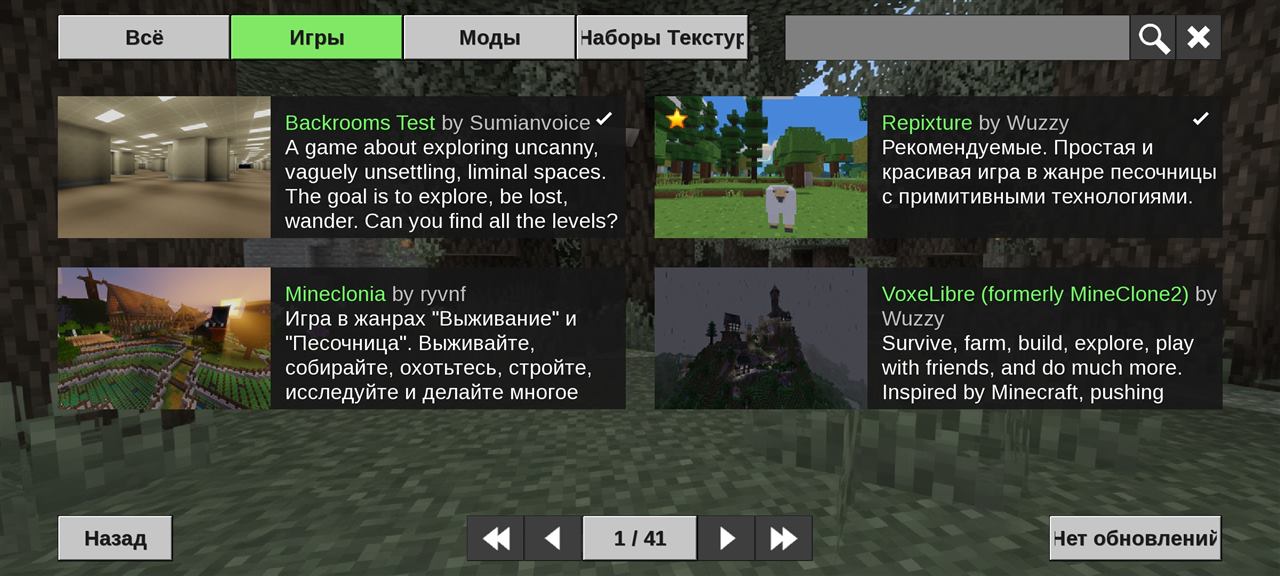 Всё
Игры
Моды
Наборы Текстур
Backrooms Test by Sumianvoice
A game about exploring uncanny,
vaguely unsettling, liminal spaces.
The goal is to explore, be lost,
wander. Can you find all the levels?
Repixture by Wuzzy
Рекомендуемые. Простая и
красивая игра в жанре песочницы
с примитивными технологиями.
Mineclonia by ryvnf
Игра в жанрах "Выживание" и
"Песочница". Выживайте,
собирайте, охотьтесь, стройте,
исследуйте и делайте многое
VoxeLibre (formerly MineClone2) by
Wuzzy
Survive, farm, build, explore, play
with friends, and do much more.
Inspired by Minecraft, pushing
Назад
1 / 41
Нет обновлений